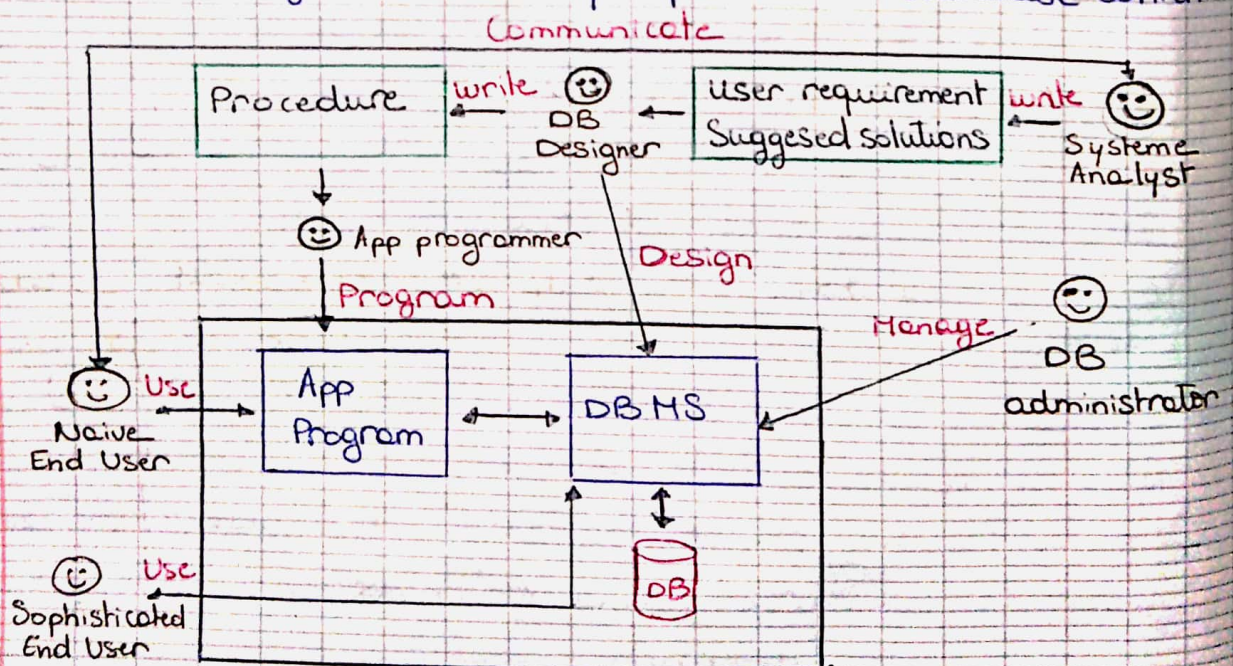 Communicate
Procedure
write
DB
Designer
user requirement
Suggesed solutions
write
Systeme
Analyst
App programmer
Design
Program
Manage
DB
administrator
Use
Naive
End User
App
Program
DBMS
DB
Use
Sophisticated
End User